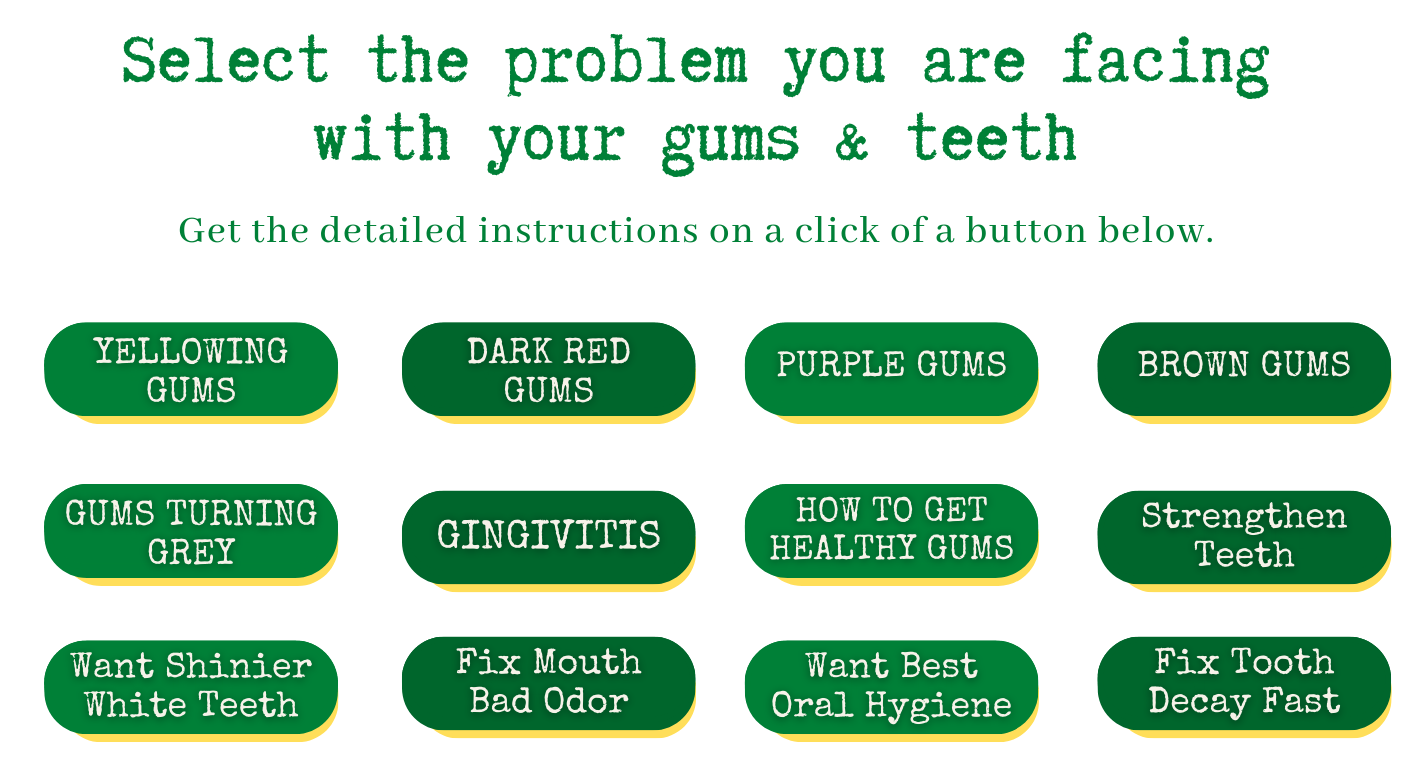 Select the problem you are facing
with your gums & teeth
Get the detailed instructions on a click of a button below.
YELLOWING
GUMS
DARK RED
GUMS
PURPLE GUMS
BROWN GUMS
GUMS TURNING
GREY
GINGIVITIS
HOW TO GET
HEALTHY GUMS
Strengthen
Teeth
Want Shinier
White Teeth
Fix Mouth
Bad Odor
Want Best
Oral Hygiene
Fix Tooth
Decay Fast